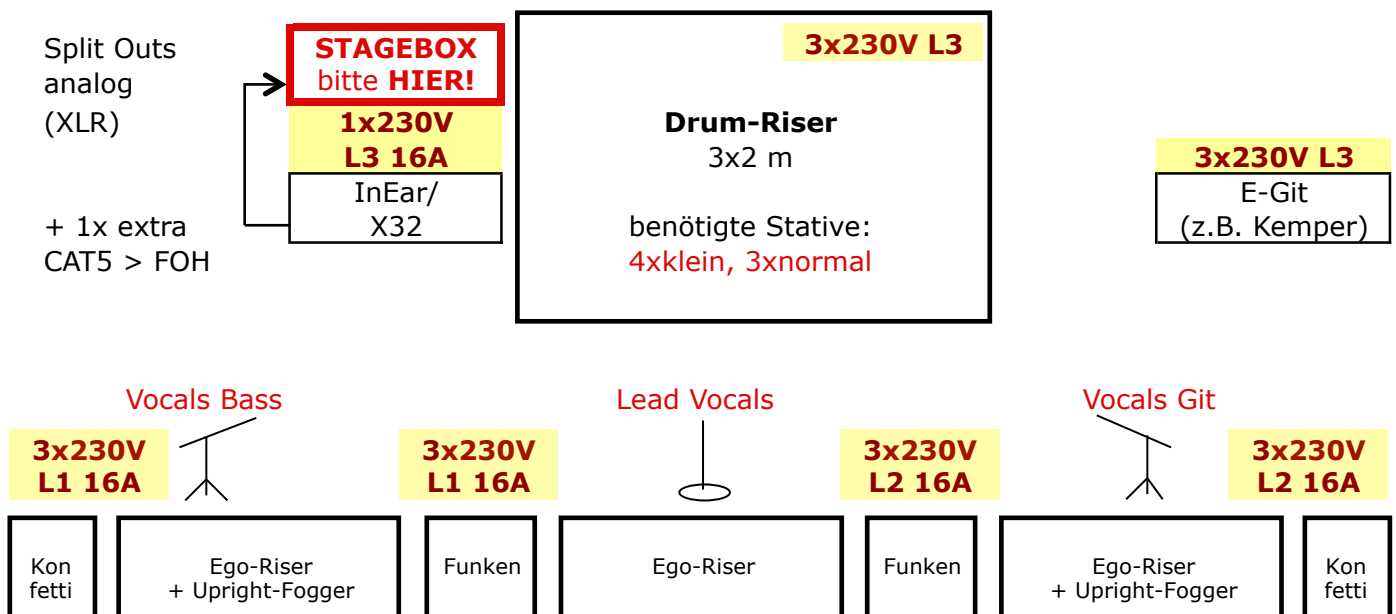 Split Outs
analog
(XLR)
+ 1x extra
CAT5 > FOH
STAGEBOX
bitte HIER!
1x230V
L3 16A
InEar/
X32
3x230V L3
Drum-Riser
3x2 m
benötigte Stative:
4xklein, 3xnormal
3x230V L3
E-Git
(z.B. Kemper)
Vocals Bass
Lead Vocals
Vocals Git
3x230V
L1 16A
3x230V
L1 16A
3x230V
L2 16A
3x230V
L2 16A
Kon
fetti
Ego-Riser
+ Upright-Fogger
Funken
Ego-Riser
Funken
Ego-Riser
+ Upright-Fogger
Kon
fetti